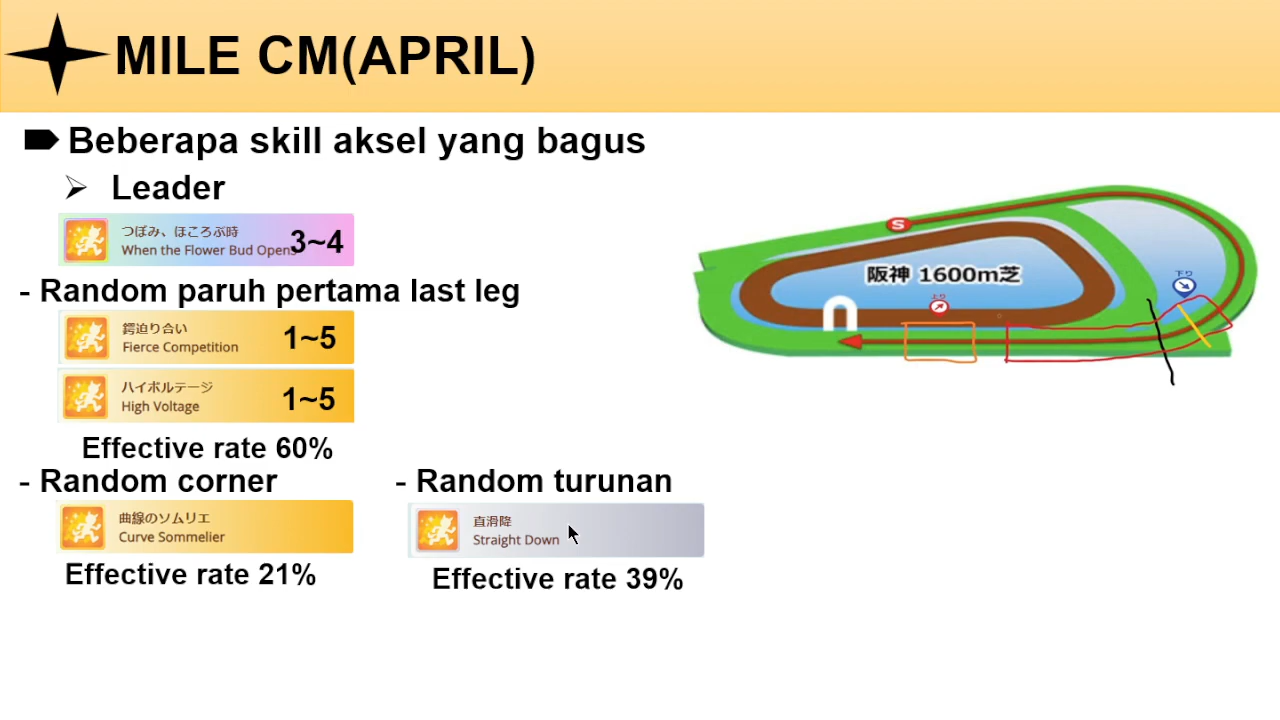 MILE CM(APRIL)
Beberapa skill aksel yang bagus
Leader
つぼみ、ほころぶ時
When the Flower Bud Opens
3~4
- Random paruh pertama last leg
鍔迫り合い
Fierce Competition
1~5
ハイボルテージ
High Voltage
1~5
Effective rate 60%
- Random corner
曲線のソムリエ
Curve Sommelier
Effective rate 21%
- Random turunan
直滑降
Straight Down
Effective rate 39%
S
阪神 1600m芝
上り
下り